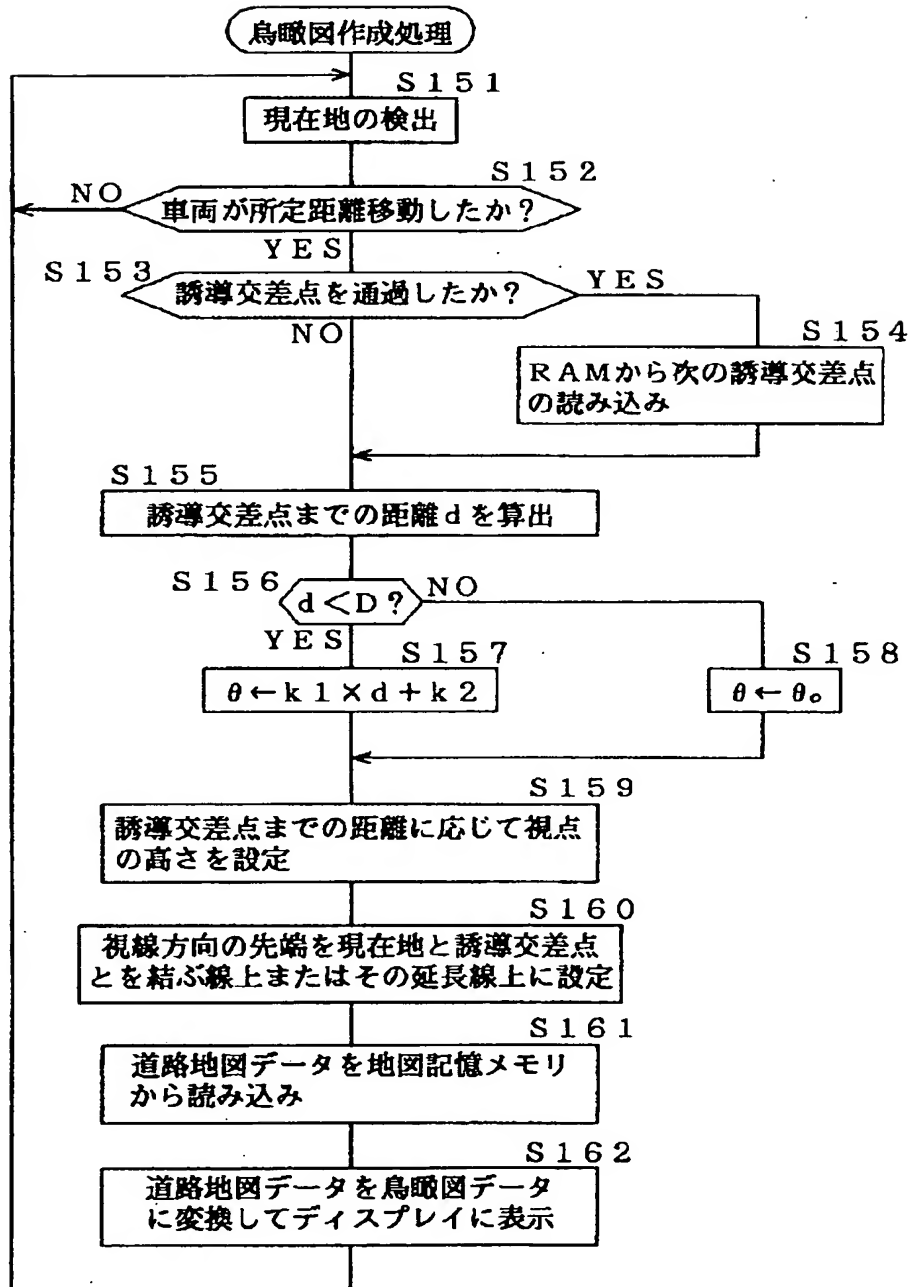 鳥瞰図作成処理
S151
現在地の検出
S152
NO
車両が所定距離移動したか?
YES
S153
誘導交差点を通過したか?
YES
NO
S154
RAMから次の誘導交差点
の読み込み
S155
誘導交差点までの距離dを算出
S156
d<D?
NO
YES
S157
θ←k1×d+k2
S158
θ←θ₀
S159
誘導交差点までの距離に応じて視点
の高さを設定
S160
視線方向の先端を現在地と誘導交差点
とを結ぶ線上またはその延長線上に設定
S161
道路地図データを地図記憶メモリ
から読み込み
S162
道路地図データを鳥瞰図データ
に変換してディスプレイに表示